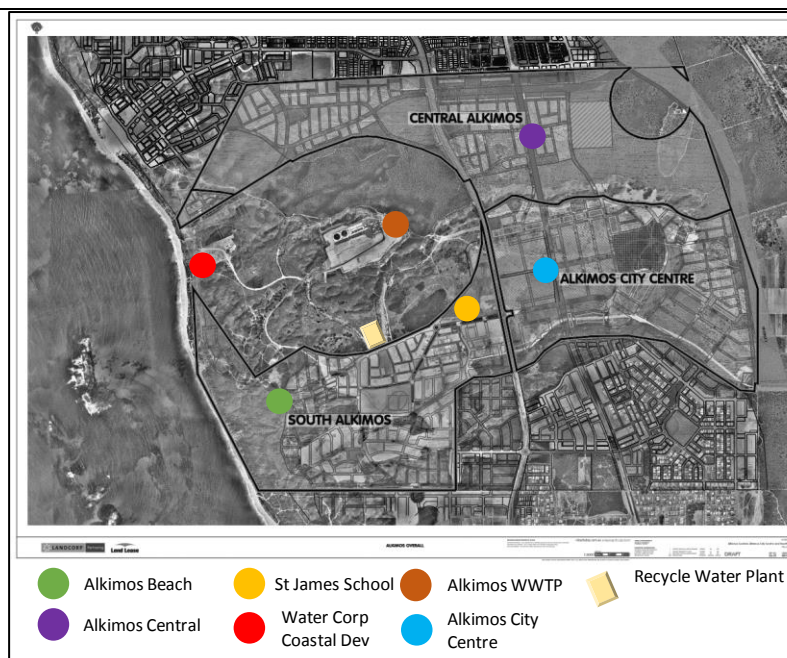 CENTRAL ALKIMOS
ALKIMOS CITY CENTRE
SOUTH ALKIMOS
LANDCORP
Lend Lease
ALKIMOS OVERALL
DRAFT
Alkimos Beach
St James School
Alkimos WWTP
Recycle Water Plant
Alkimos Central
Water Corp
Coastal Dev
Alkimos City
Centre